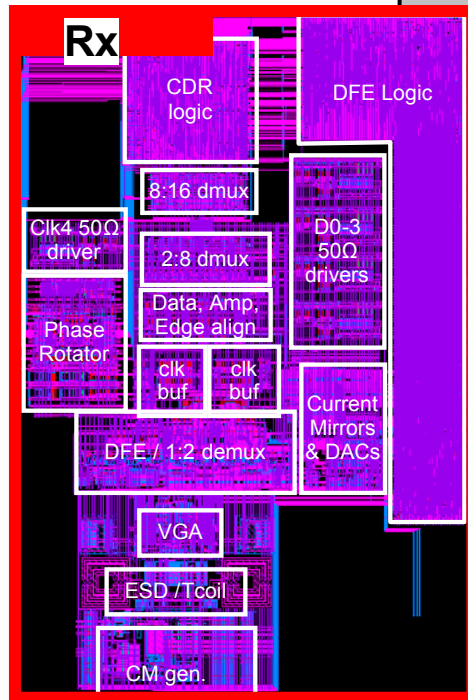 Rx
CDR
logic
DFE Logic
8:16 dmux
Clk4 50Ω
driver
2:8 dmux
D0-3
50Ω
drivers
Data, Amp,
Edge align
Phase
Rotator
clk
buf
clk
buf
Current
Mirrors
& DACs
DFE / 1:2 demux
VGA
ESD /Tcoil
CM gen.